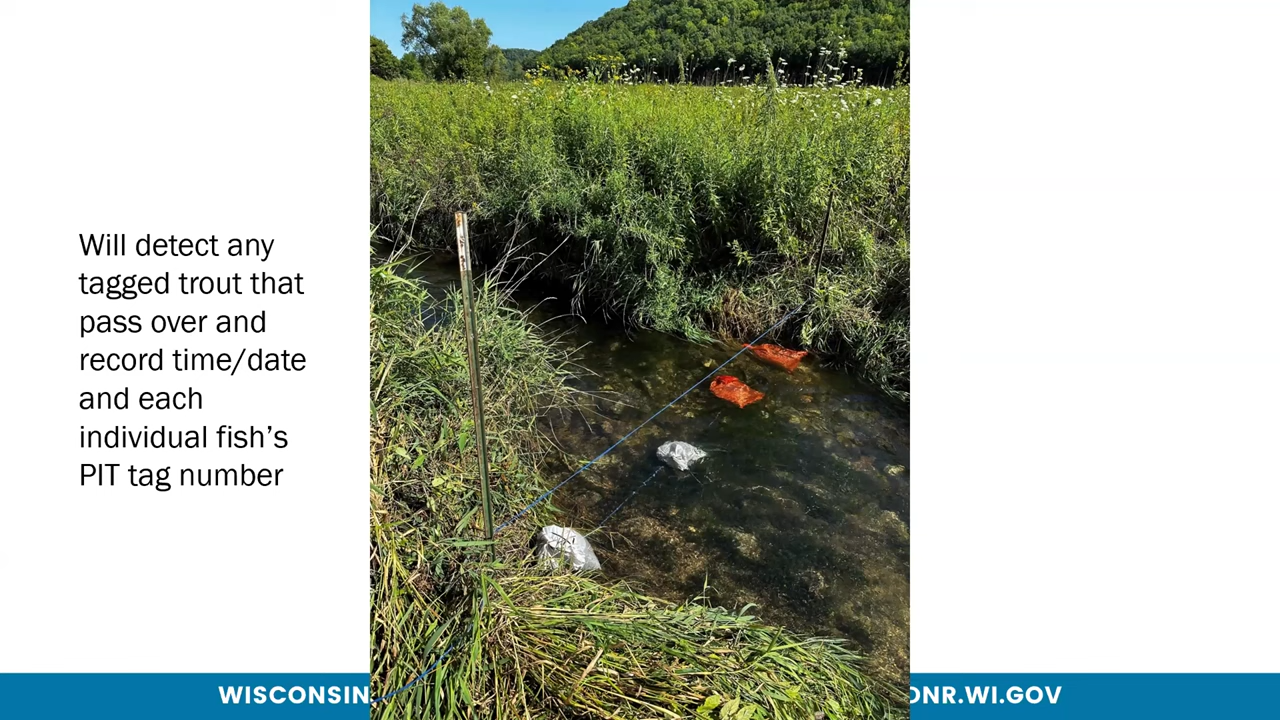 Will detect any
tagged trout that
pass over and
record time/date
and each
individual fish’s
PIT tag number
WISCONSIN
DNR.WI.GOV